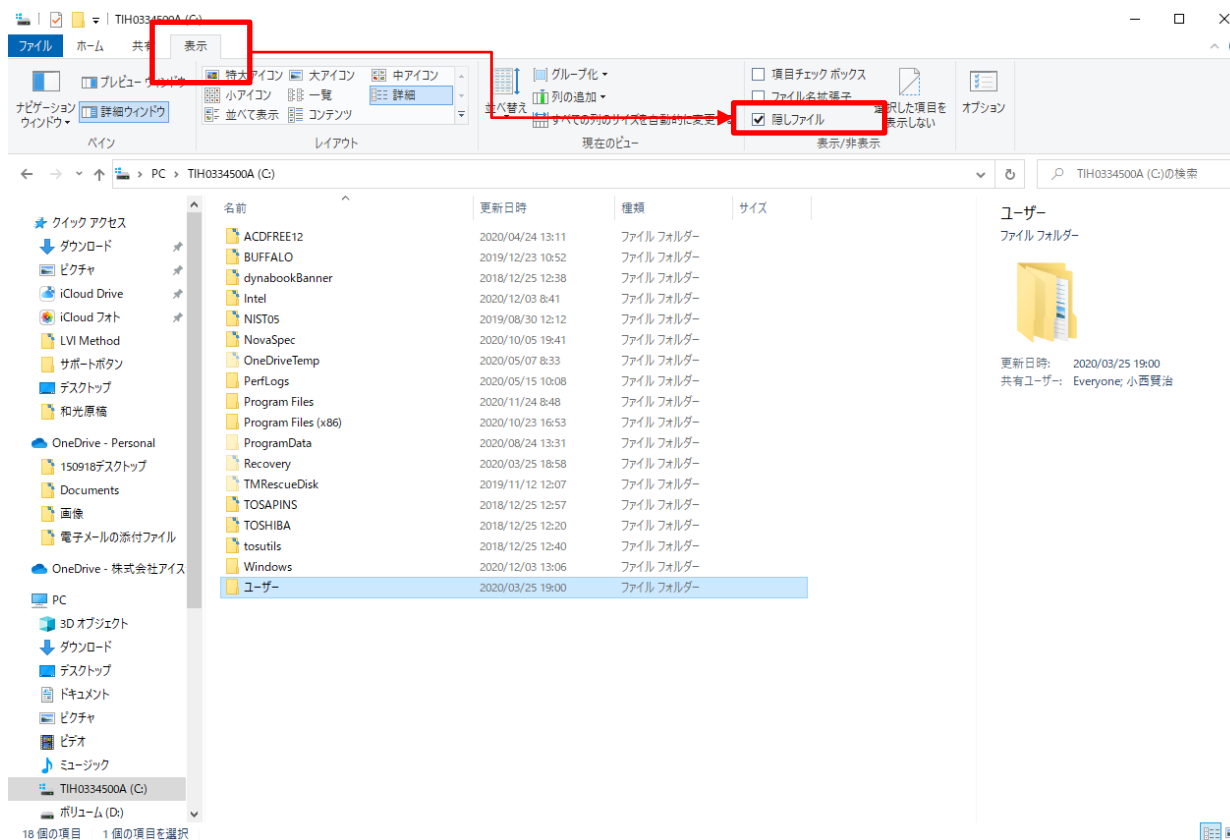 TIH0334500A (C:)
ファイル ホーム 共有 表示
プレビュー ウィンドウ
ナビゲーション
ウィンドウ
詳細ウィンドウ
ペイン
特大アイコン 大アイコン 中アイコン
小アイコン 一覧 詳細
並べて表示 コンテンツ
レイアウト
並べ替え
グループ化
列の追加
すべての列のサイズを自動的に変更する
現在のビュー
項目チェック ボックス
ファイル名拡張子
隠しファイル
選択した項目を
表示しない
表示/非表示
オプション
PC TIH0334500A (C:)
TIH0334500A (C:)の検索
クイック アクセス
ダウンロード
ピクチャ
iCloud Drive
iCloud フォト
LVI Method
サポートボタン
デスクトップ
和光原稿
OneDrive - Personal
150918デスクトップ
Documents
画像
電子メールの添付ファイル
OneDrive - 株式会社アイス
PC
3D オブジェクト
ダウンロード
デスクトップ
ドキュメント
ピクチャ
ビデオ
ミュージック
TIH0334500A (C:)
ボリューム (D:)
名前 更新日時 種類 サイズ
ACDFREE12 2020/04/24 13:11 ファイル フォルダー
BUFFALO 2019/12/23 10:52 ファイル フォルダー
dynabookBanner 2018/12/25 12:38 ファイル フォルダー
Intel 2020/12/03 8:41 ファイル フォルダー
NIST05 2019/08/30 12:12 ファイル フォルダー
NovaSpec 2020/10/05 19:41 ファイル フォルダー
OneDriveTemp 2020/05/07 8:33 ファイル フォルダー
PerfLogs 2020/05/15 10:08 ファイル フォルダー
Program Files 2020/11/24 8:48 ファイル フォルダー
Program Files (x86) 2020/10/23 16:53 ファイル フォルダー
ProgramData 2020/08/24 13:31 ファイル フォルダー
Recovery 2020/03/25 18:58 ファイル フォルダー
TMRescueDisk 2019/11/12 12:07 ファイル フォルダー
TOSAPINS 2018/12/25 12:57 ファイル フォルダー
TOSHIBA 2018/12/25 12:20 ファイル フォルダー
tosutils 2018/12/25 12:40 ファイル フォルダー
Windows 2020/12/03 13:06 ファイル フォルダー
ユーザー 2020/03/25 19:00 ファイル フォルダー
ユーザー
ファイル フォルダー
更新日時: 2020/03/25 19:00
共有ユーザー: Everyone; 小西賢治
18 個の項目 1 個の項目を選択